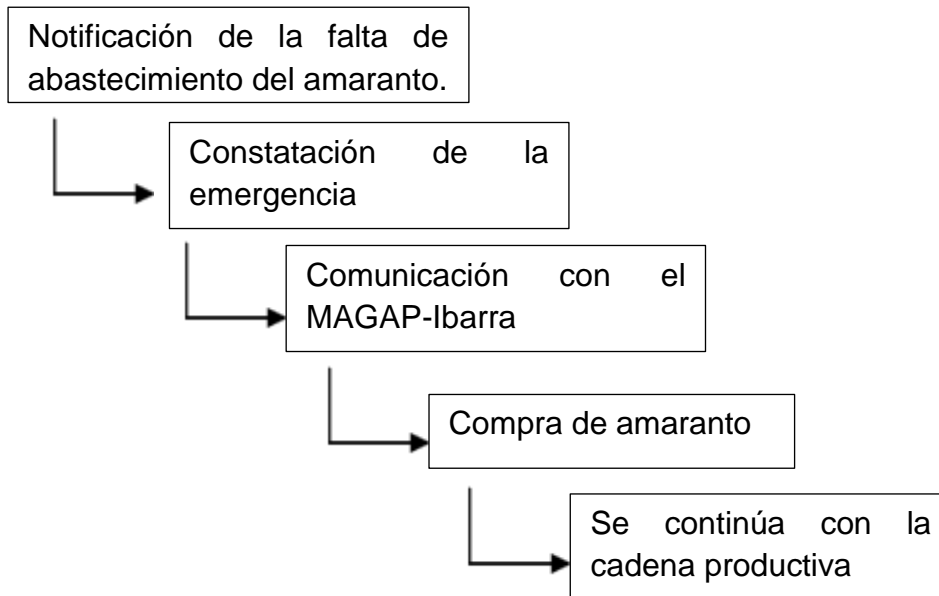 Notificación de la falta de
abastecimiento del amaranto.
Constatación de la
emergencia
Comunicación con el
MAGAP-Ibarra
Compra de amaranto
Se continúa con la
cadena productiva